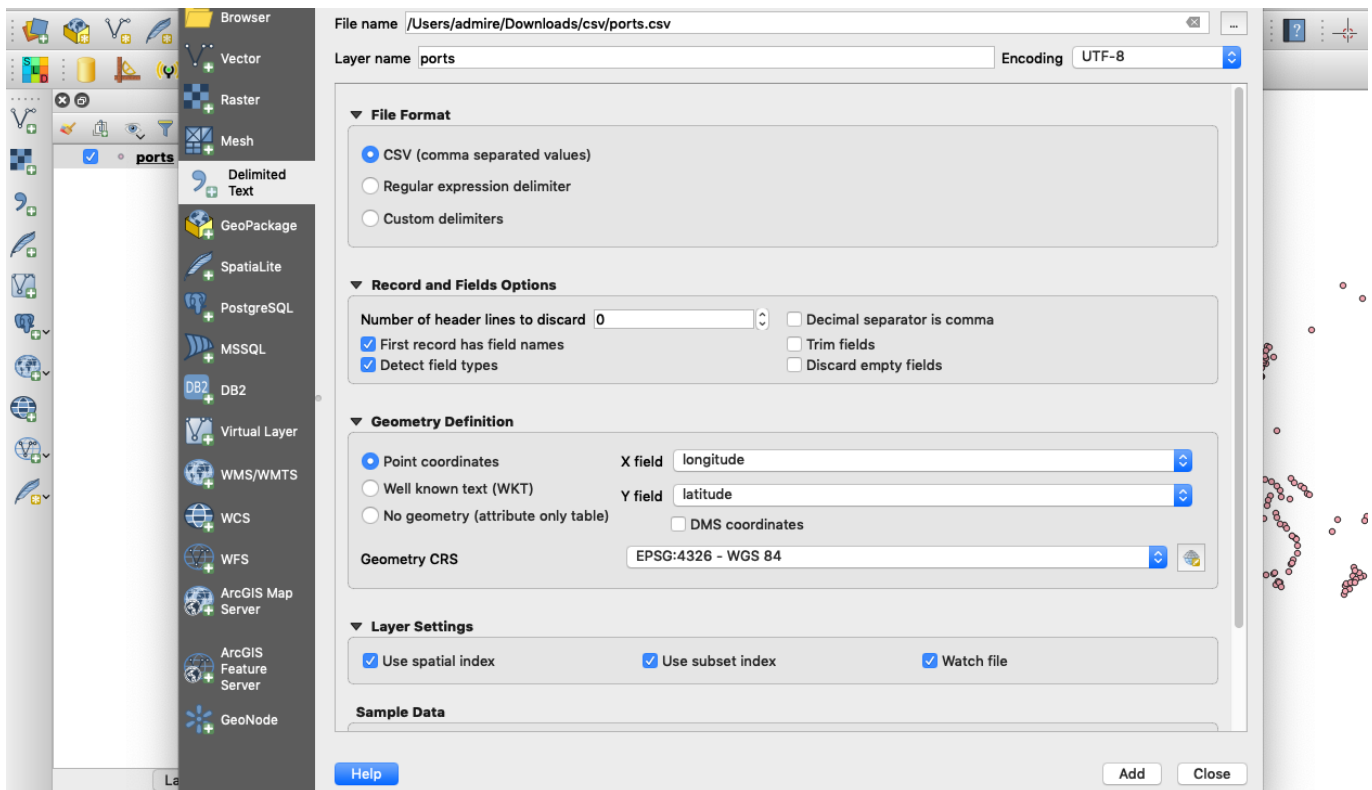 Browser
Vector
Raster
Mesh
Delimited
Text
GeoPackage
SpatiaLite
PostgreSQL
MSSQL
DB2 DB2
Virtual Layer
WMS/WMTS
WCS
WFS
ArcGIS Map
Server
ArcGIS
Feature
Server
GeoNode
ports
File name /Users/admire/Downloads/csv/ports.csv ...
Layer name ports Encoding UTF-8
File Format
CSV (comma separated values)
Regular expression delimiter
Custom delimiters
Record and Fields Options
Number of header lines to discard 0 Decimal separator is comma
First record has field names Trim fields
Detect field types Discard empty fields
Geometry Definition
Point coordinates X field longitude
Well known text (WKT) Y field latitude
No geometry (attribute only table) DMS coordinates
Geometry CRS EPSG:4326 - WGS 84
Layer Settings
Use spatial index Use subset index Watch file
Sample Data
Help Add Close